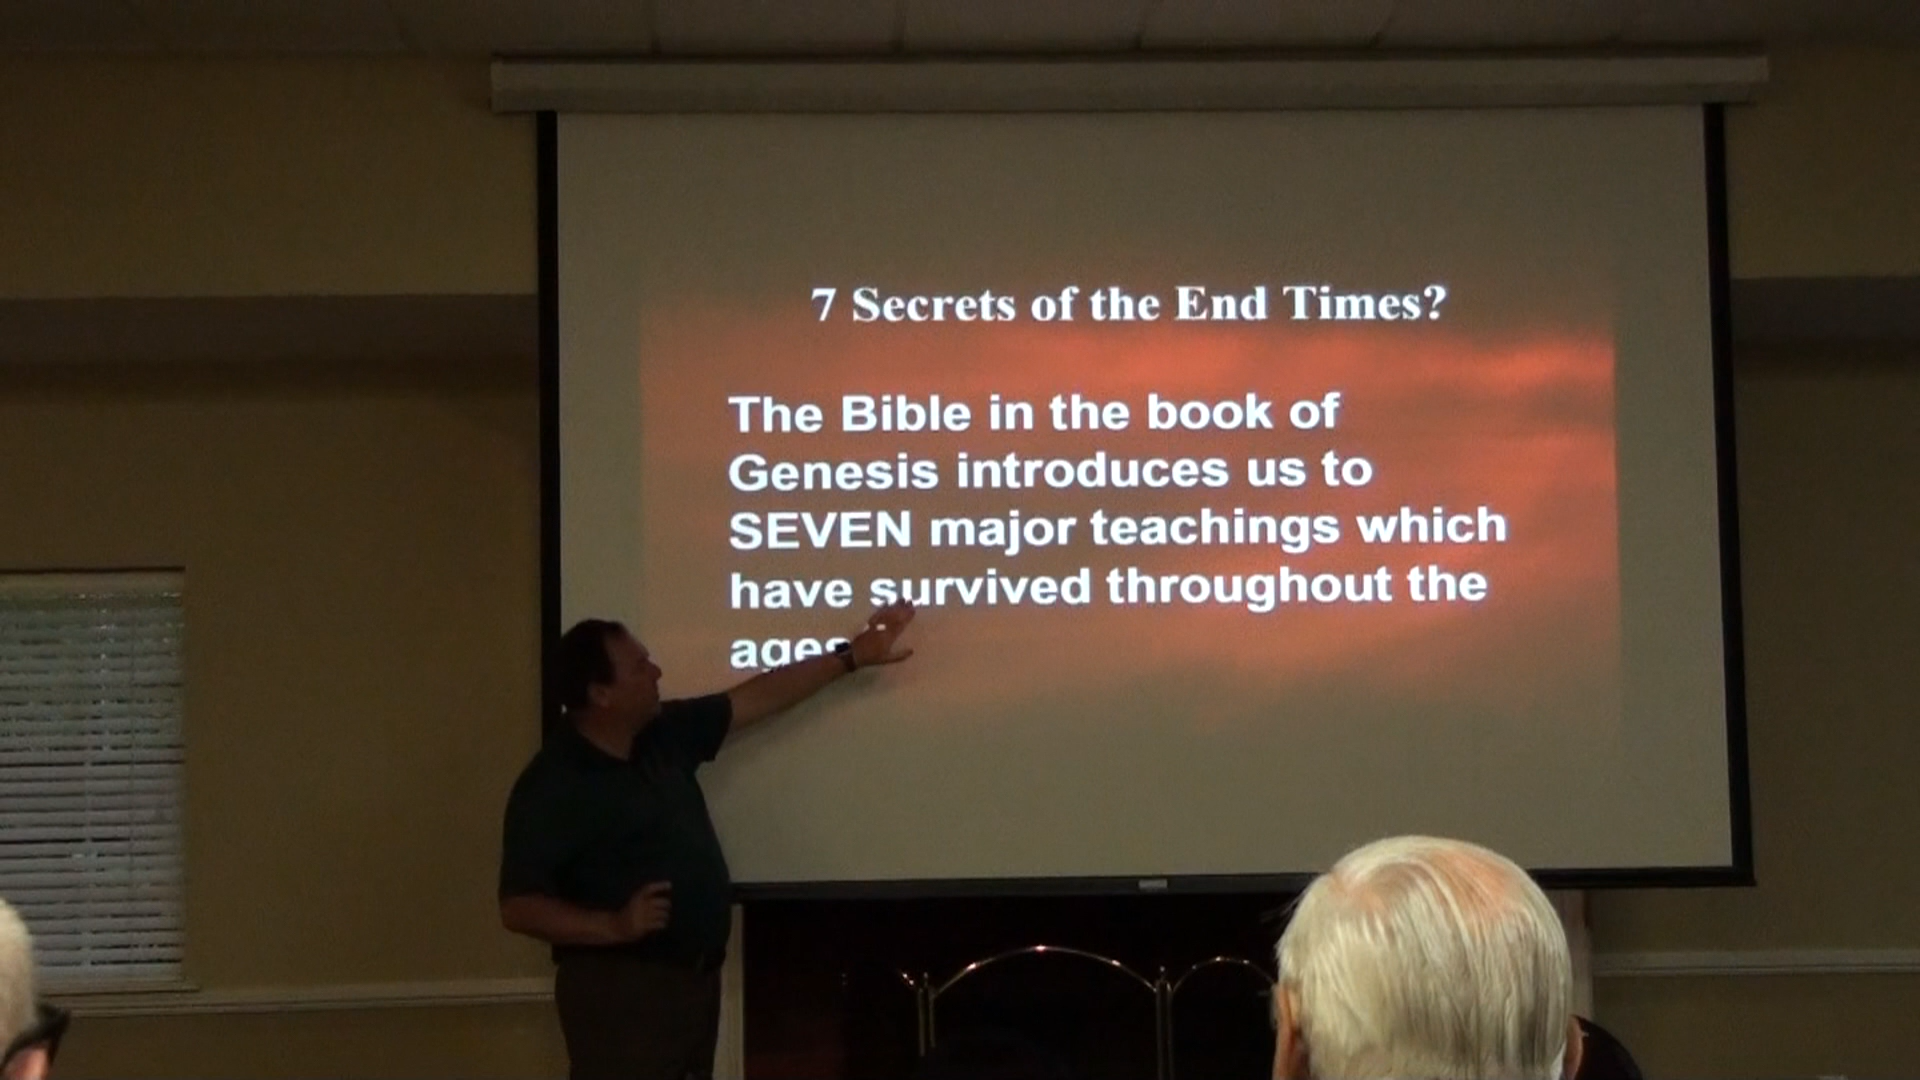 7 Secrets of the End Times?
The Bible in the book of
Genesis introduces us to
SEVEN major teachings which
have survived throughout the
ages